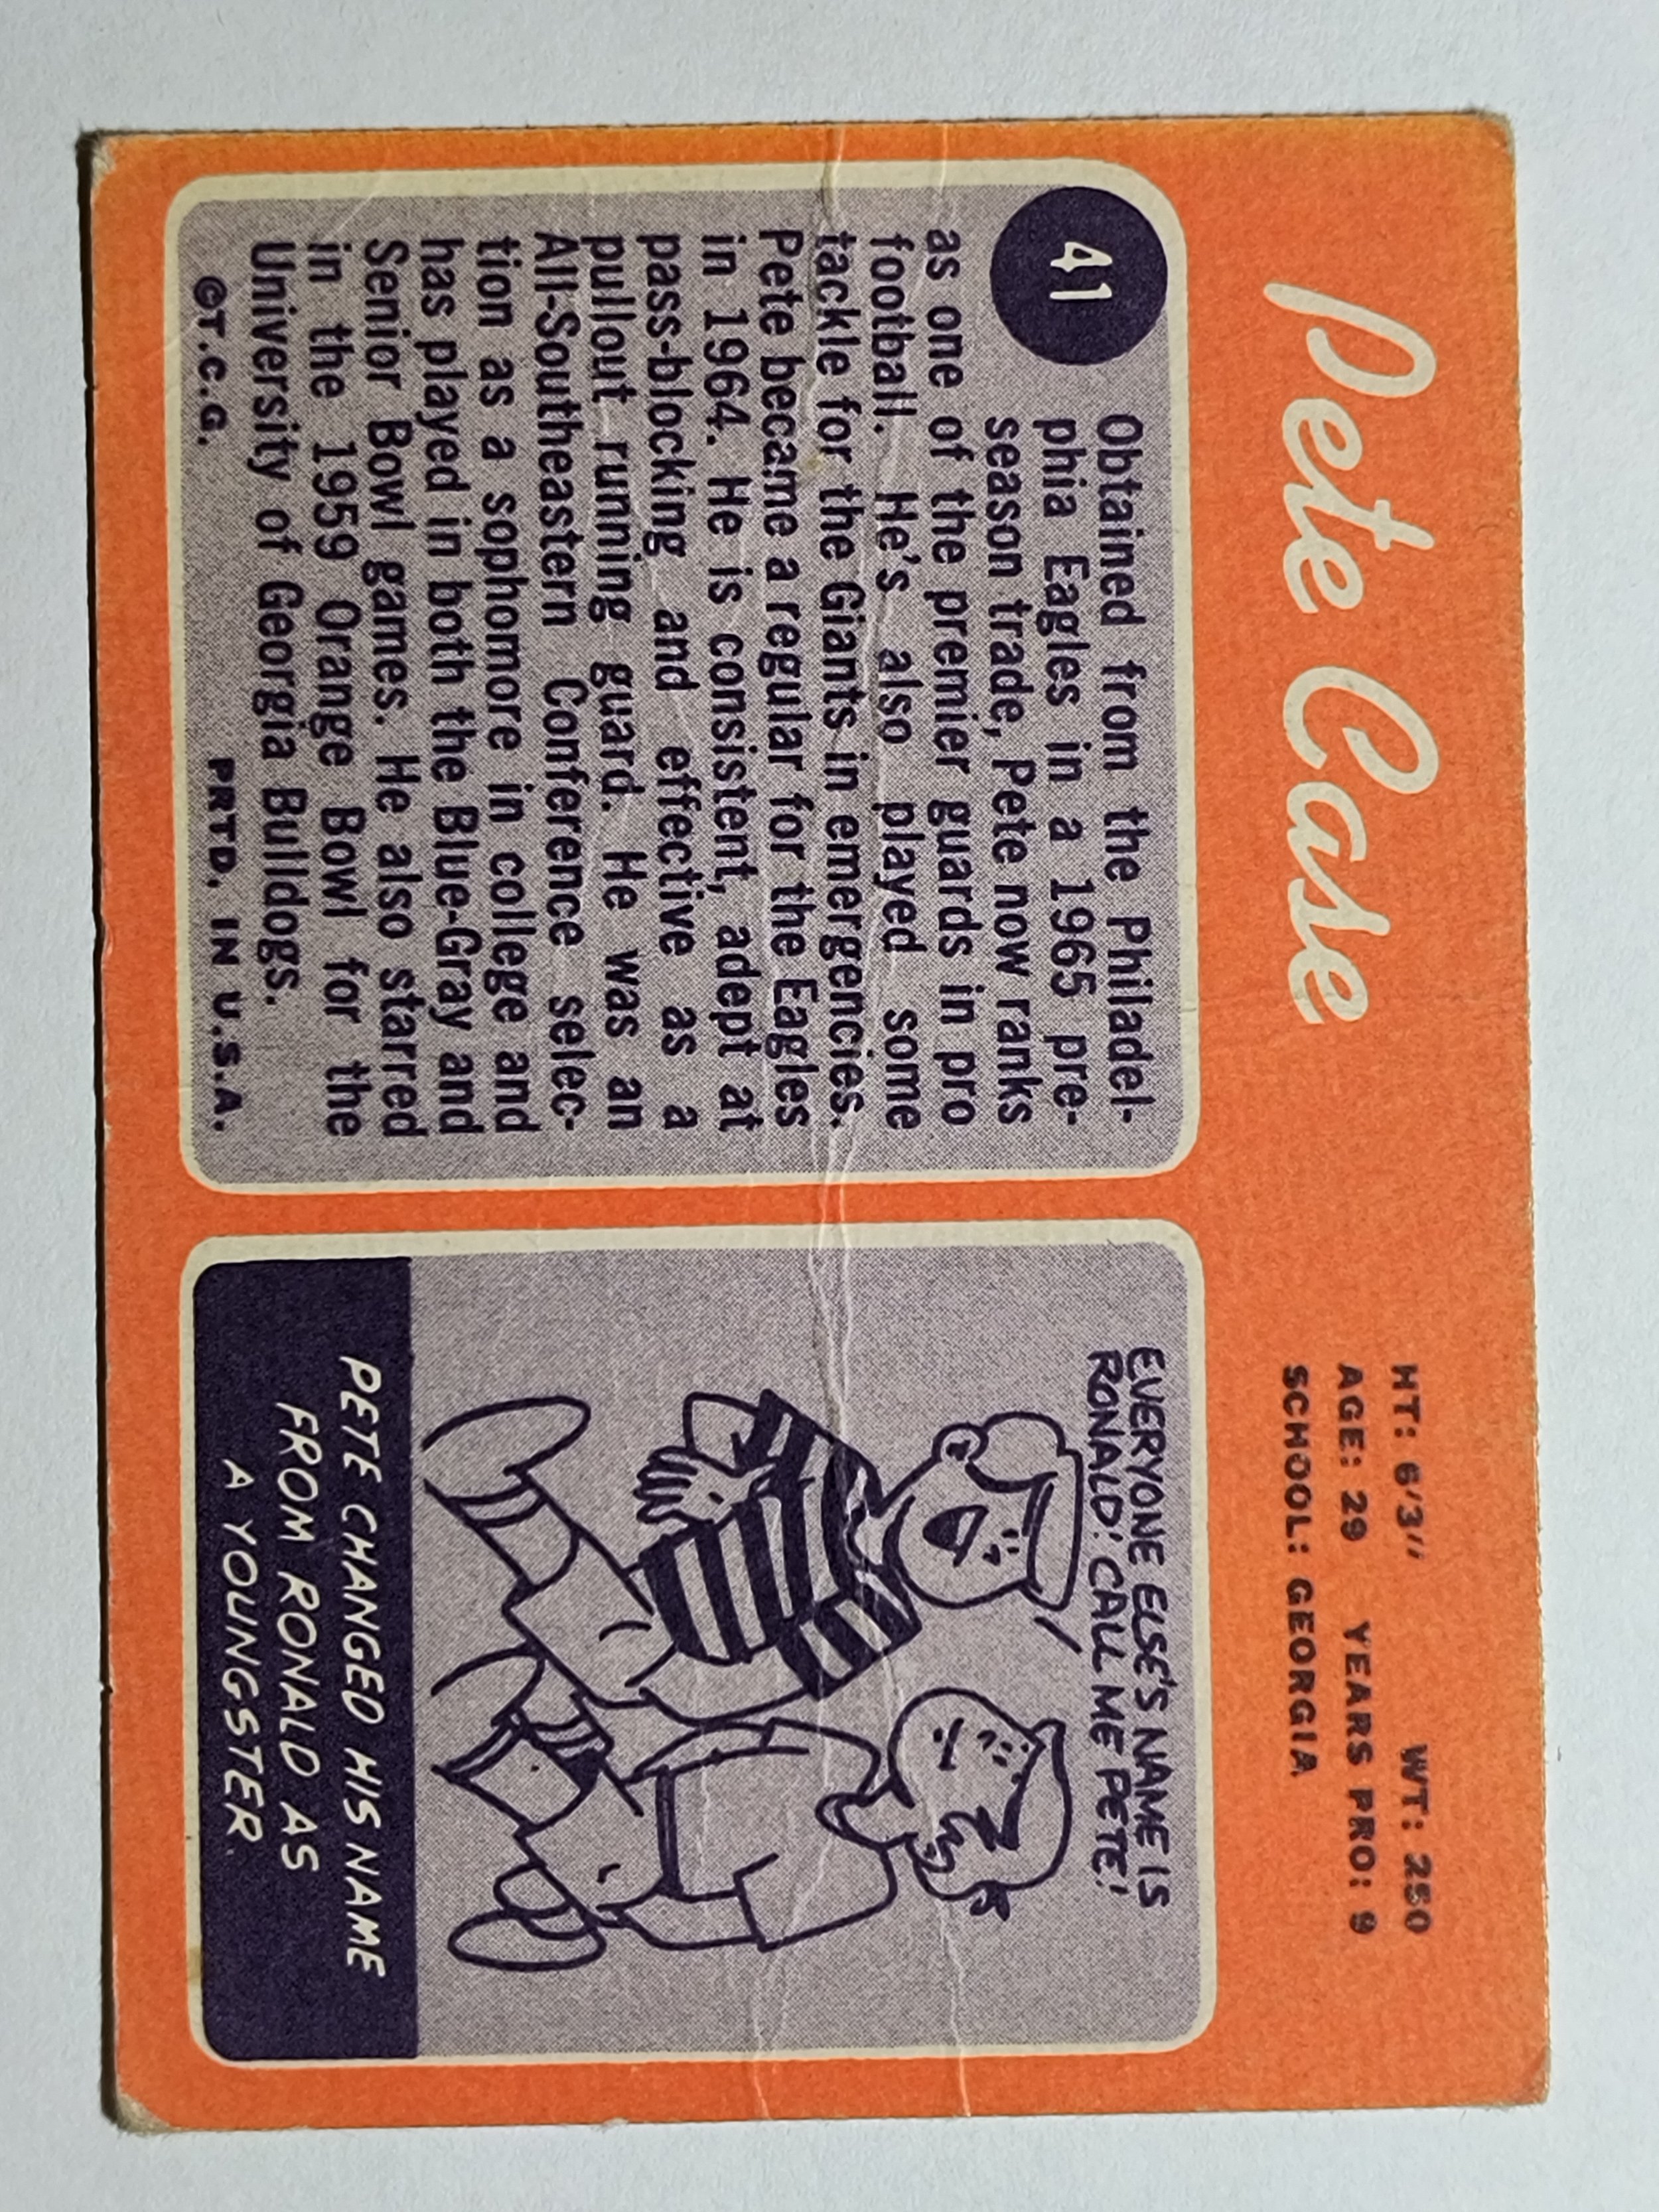 Pete Case
HT: 6'3" WT: 250
AGE: 29 YEARS PRO: 9
SCHOOL: GEORGIA
41
Obtained from the Philadel-
phia Eagles in a 1965 pre-
season trade, Pete now ranks
as one of the premier guards in pro
football. He's also played some
tackle for the Giants in emergencies.
Pete became a regular for the Eagles
in 1964. He is consistent, adept at
pass-blocking and effective as a
pullout running guard. He was an
All-Southeastern Conference selec-
tion as a sophomore in college and
has played in both the Blue-Gray and
Senior Bowl games. He also starred
in the 1959 Orange Bowl for the
University of Georgia Bulldogs.
©T.C.G. PRTD. IN U.S.A.
EVERYONE ELSE'S NAME IS
RONALD! CALL ME PETE!
PETE CHANGED HIS NAME
FROM RONALD AS
A YOUNGSTER.